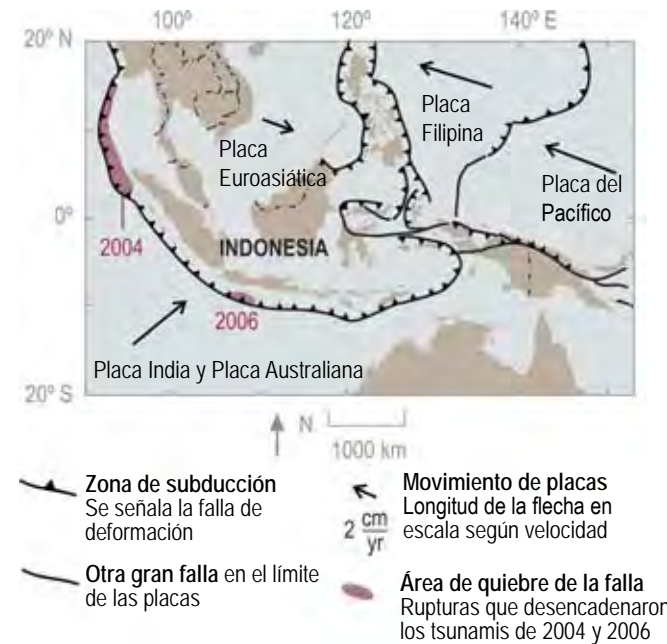 100º 120º 140º E
20º N
Placa
Filipina
Placa
Euroasiática
Placa del
Pacífico
0º
2004
INDONESIA
2006
Placa India y Placa Australiana
20º S
N
1000 km
Zona de subducción
Se señala la falla de
deformación
Otra gran falla en el límite
de las placas
Movimiento de placas
Longitud de la flecha en
escala según velocidad
2 cm/yr
Área de quiebre de la falla
Rupturas que desencadenaron
los tsunamis de 2004 y 2006